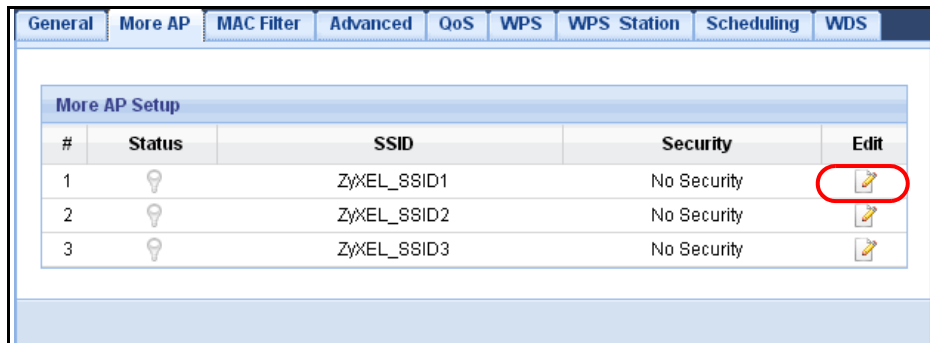 General More AP MAC Filter Advanced QoS WPS WPS Station Scheduling WDS
More AP Setup
# Status SSID Security Edit
1 ZyXEL_SSID1 No Security
2 ZyXEL_SSID2 No Security
3 ZyXEL_SSID3 No Security